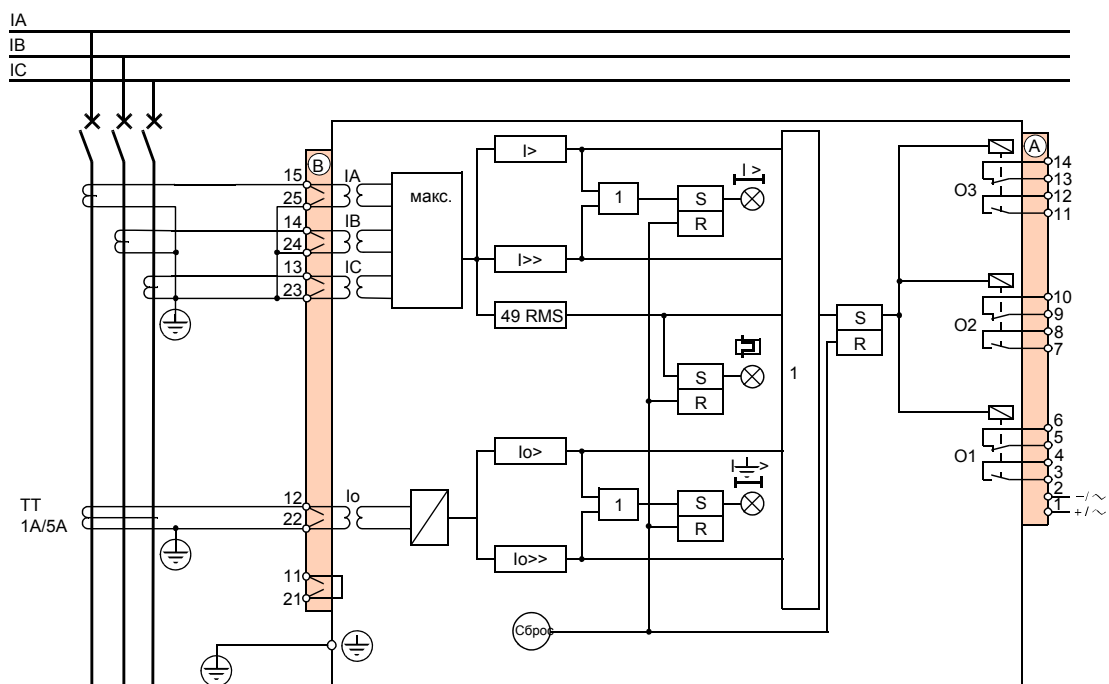 IA
IB
IC
B
A
I>
15
IA
25
макс.
1
S
R
I >
14
IB
24
I>>
13
IC
23
49 RMS
S
R
1
S
R
14
13
O3
12
11
10
9
O2
8
7
6
5
O1
4
3
2
−/∼
1
+/∼
Io>
I >
12
Io
22
1
S
R
TT
1A/5A
Io>>
11
21
Сброс